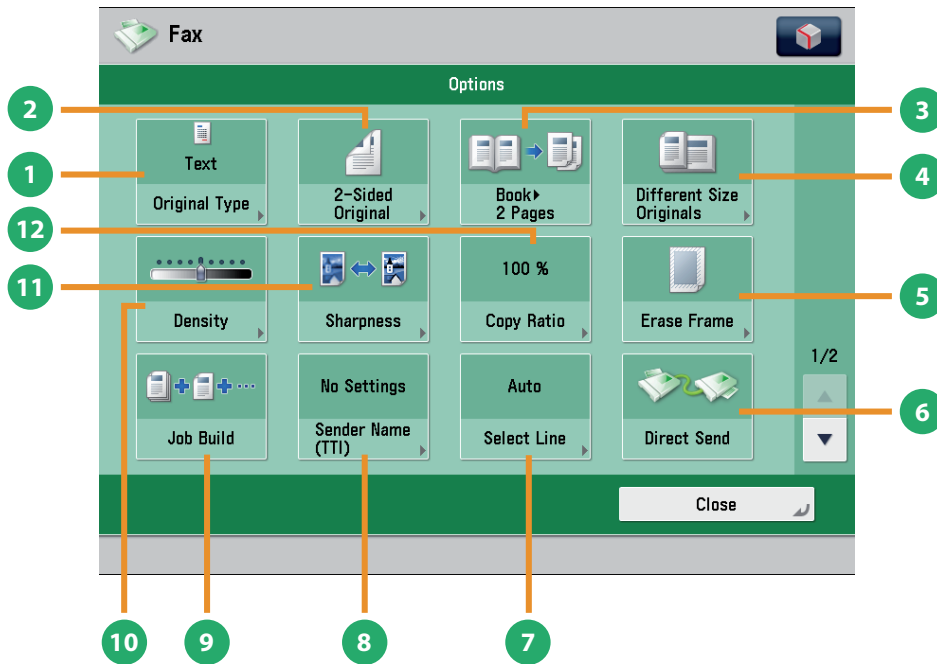 Fax
Options
2
3
1
4
Text
Original Type
2-Sided
Original
Book▶
2 Pages
Different Size
Originals
12
11
5
100 %
Density
Sharpness
Copy Ratio
Erase Frame
1/2
No Settings
Auto
6
Job Build
Sender Name
(TTI)
Select Line
Direct Send
Close
10
9
8
7